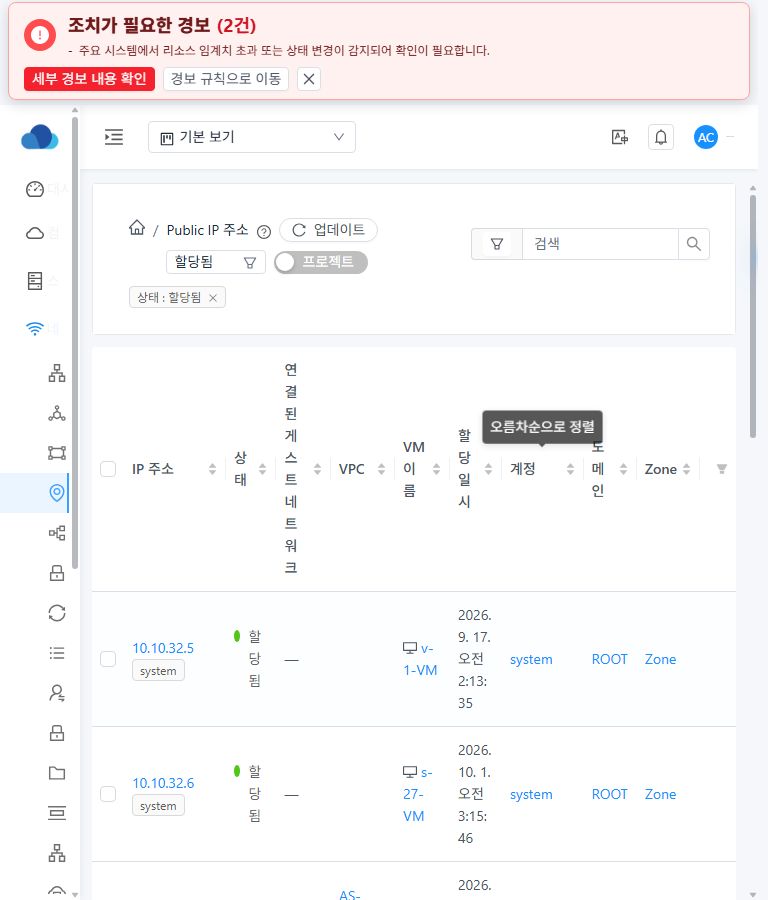 조치가 필요한 경보 (2건)
- 주요 시스템에서 리소스 임계치 초과 또는 상태 변경이 감지되어 확인이 필요합니다.
세부 경보 내용 확인
경보 규칙으로 이동
기본 보기
AC
/ Public IP 주소
업데이트
할당됨
프로젝트
검색
상태 : 할당됨
오름차순으로 정렬
IP 주소
상
태
연
결
된
게
스
트
네
트
워
크
VPC
VM
이
름
할
당
일
시
계정
도
메
인
Zone
10.10.32.5
system
할
당
됨
—
v-
1-VM
2026.
9. 17.
오전
2:13:
35
system
ROOT
Zone
10.10.32.6
system
할
당
됨
—
s-
27-
VM
2026.
10. 1.
오전
3:15:
46
system
ROOT
Zone
AS-
2026.